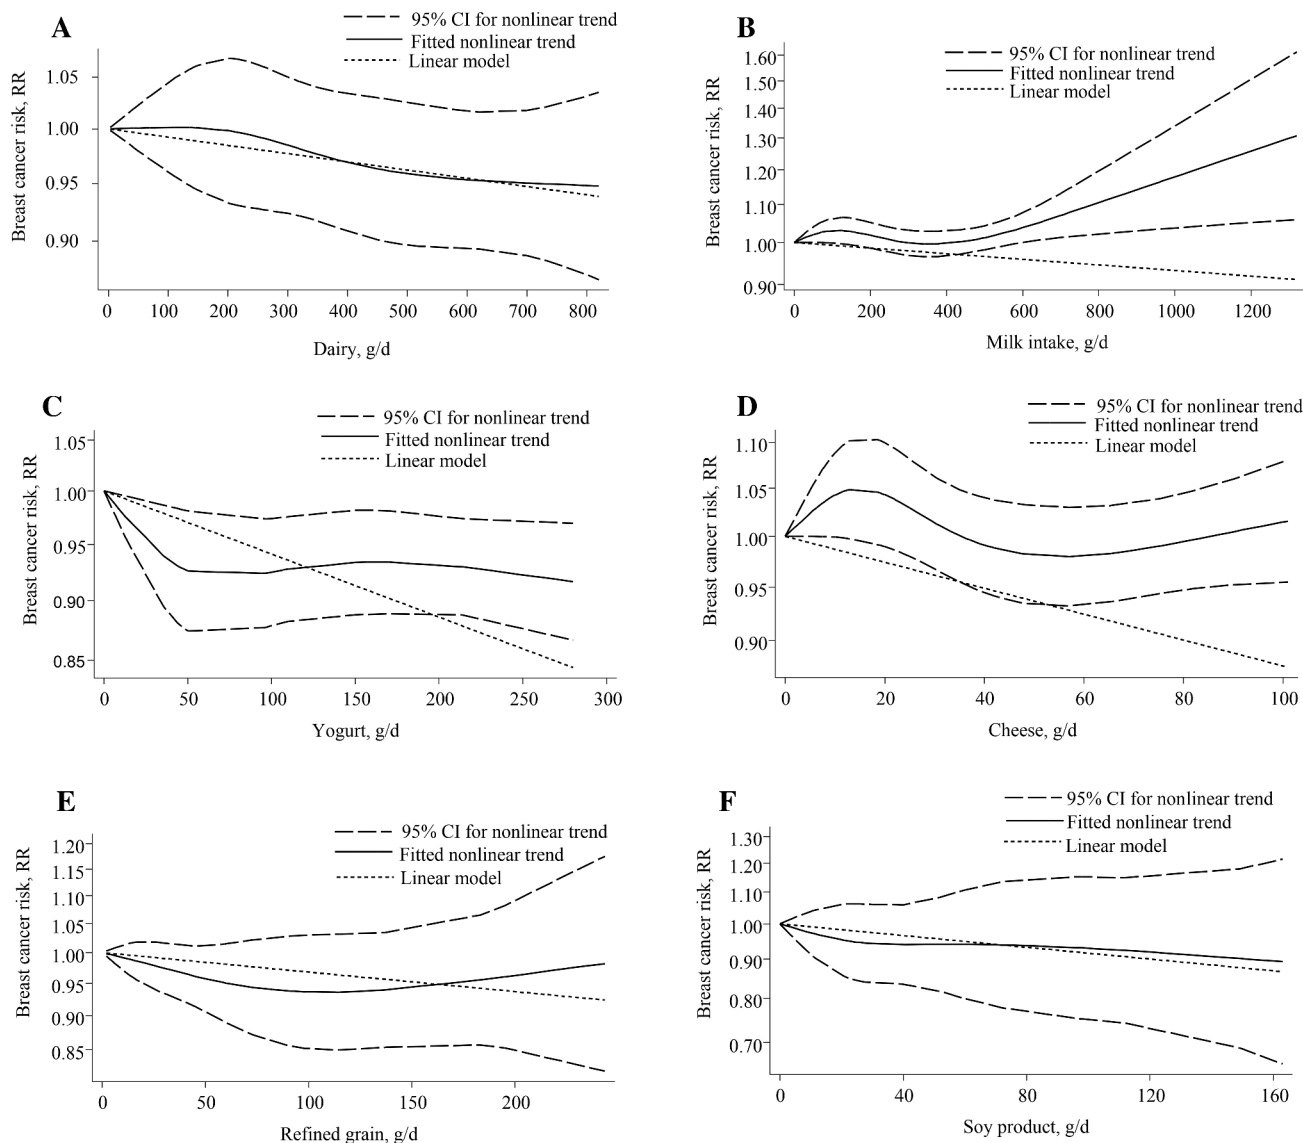 A
95% CI for nonlinear trend
Fitted nonlinear trend
Linear model
Breast cancer risk, RR
1.05
1.00
0.95
0.90
0 100 200 300 400 500 600 700 800
Dairy, g/d
B
95% CI for nonlinear trend
Fitted nonlinear trend
Linear model
Breast cancer risk, RR
1.60
1.50
1.40
1.30
1.20
1.10
1.00
0.90
0 200 400 600 800 1000 1200
Milk intake, g/d
C
95% CI for nonlinear trend
Fitted nonlinear trend
Linear model
Breast cancer risk, RR
1.05
1.00
0.95
0.90
0.85
0 50 100 150 200 250 300
Yogurt, g/d
D
95% CI for nonlinear trend
Fitted nonlinear trend
Linear model
Breast cancer risk, RR
1.10
1.05
1.00
0.95
0.90
0 20 40 60 80 100
Cheese, g/d
E
95% CI for nonlinear trend
Fitted nonlinear trend
Linear model
Breast cancer risk, RR
1.20
1.15
1.10
1.05
1.00
0.95
0.90
0.85
0 50 100 150 200
Refined grain, g/d
F
95% CI for nonlinear trend
Fitted nonlinear trend
Linear model
Breast cancer risk, RR
1.30
1.20
1.10
1.00
0.90
0.80
0.70
0 40 80 120 160
Soy product, g/d